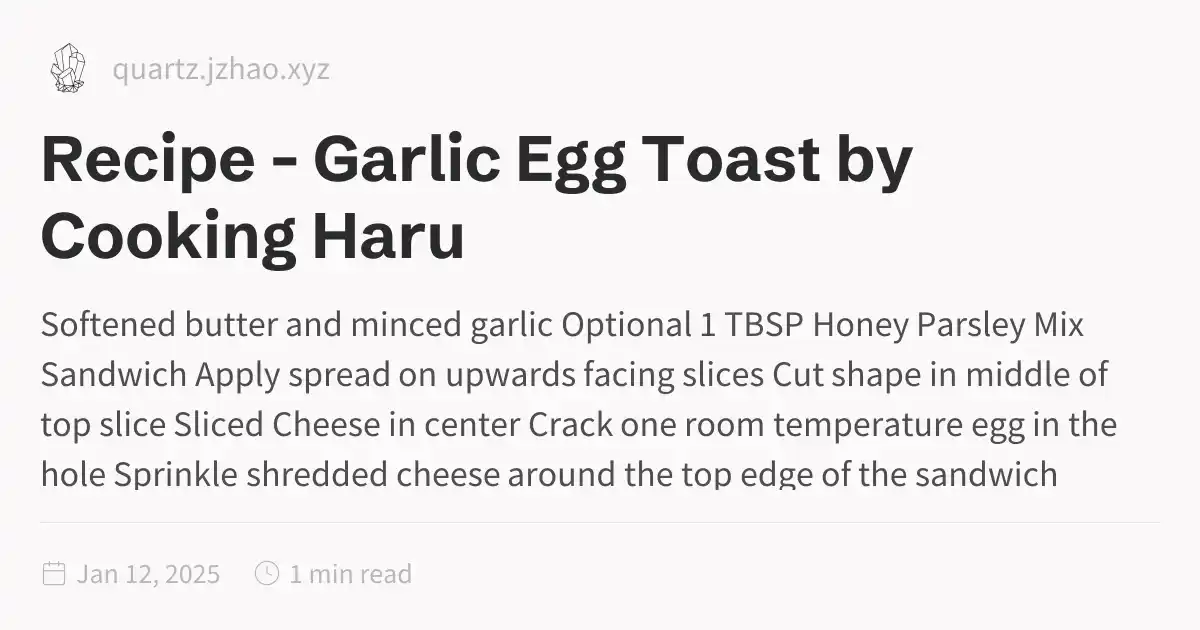 quartz.jzhao.xyz
Recipe - Garlic Egg Toast by
Cooking Haru
Softened butter and minced garlic Optional 1 TBSP Honey Parsley Mix
Sandwich Apply spread on upwards facing slices Cut shape in middle of
top slice Sliced Cheese in center Crack one room temperature egg in the
hole Sprinkle shredded cheese around the top edge of the sandwich
Jan 12, 2025 1 min read